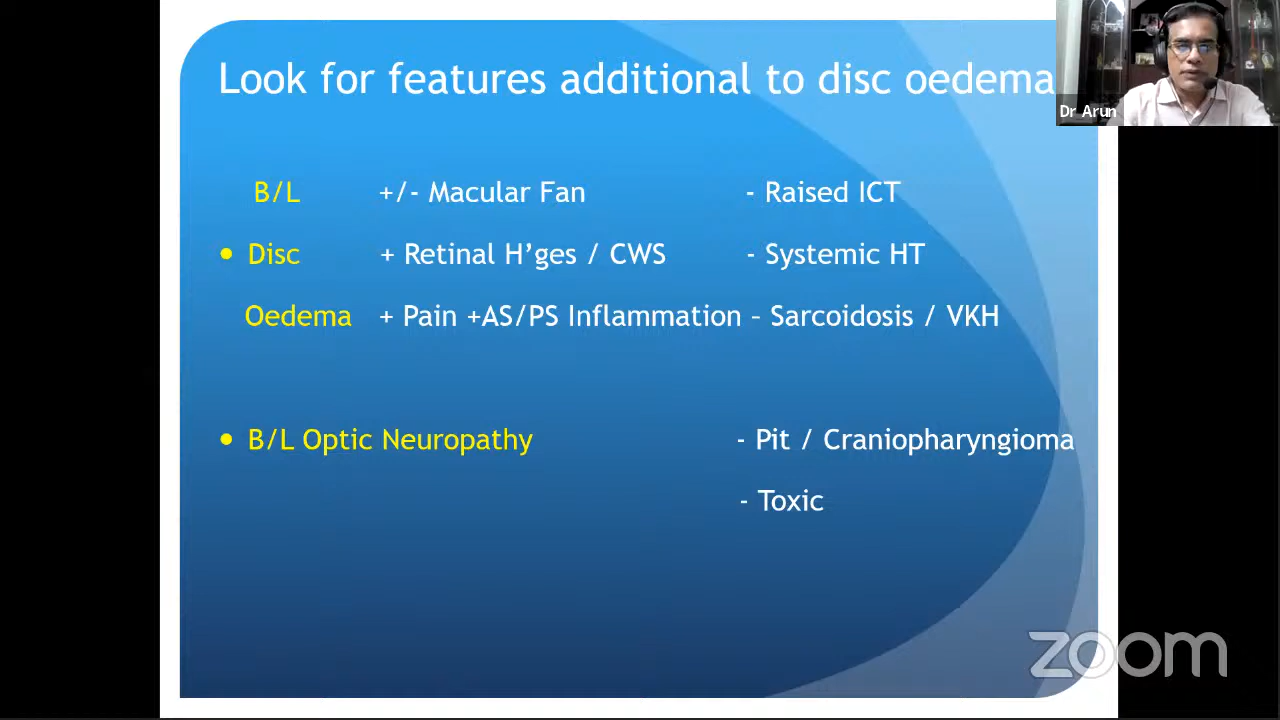 Look for features additional to disc oedema
Dr Arun
B/L +/- Macular Fan - Raised ICT
• Disc + Retinal H’ges / CWS - Systemic HT
Oedema + Pain +AS/PS Inflammation – Sarcoidosis / VKH
• B/L Optic Neuropathy - Pit / Craniopharyngioma
- Toxic
zoom